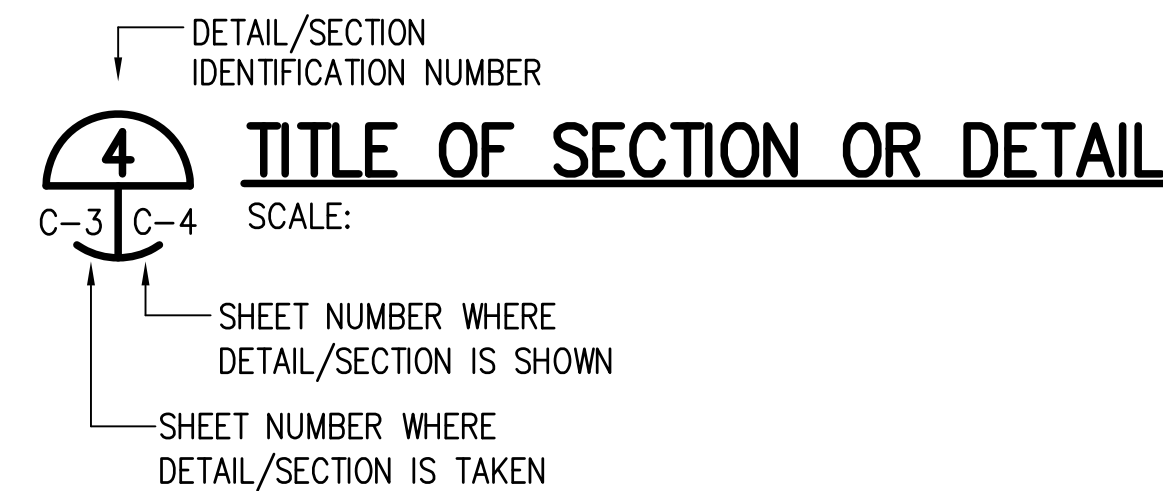 DETAIL/SECTION
IDENTIFICATION NUMBER
4
TITLE OF SECTION OR DETAIL
C-3 C-4
SCALE:
SHEET NUMBER WHERE
DETAIL/SECTION IS SHOWN
SHEET NUMBER WHERE
DETAIL/SECTION IS TAKEN